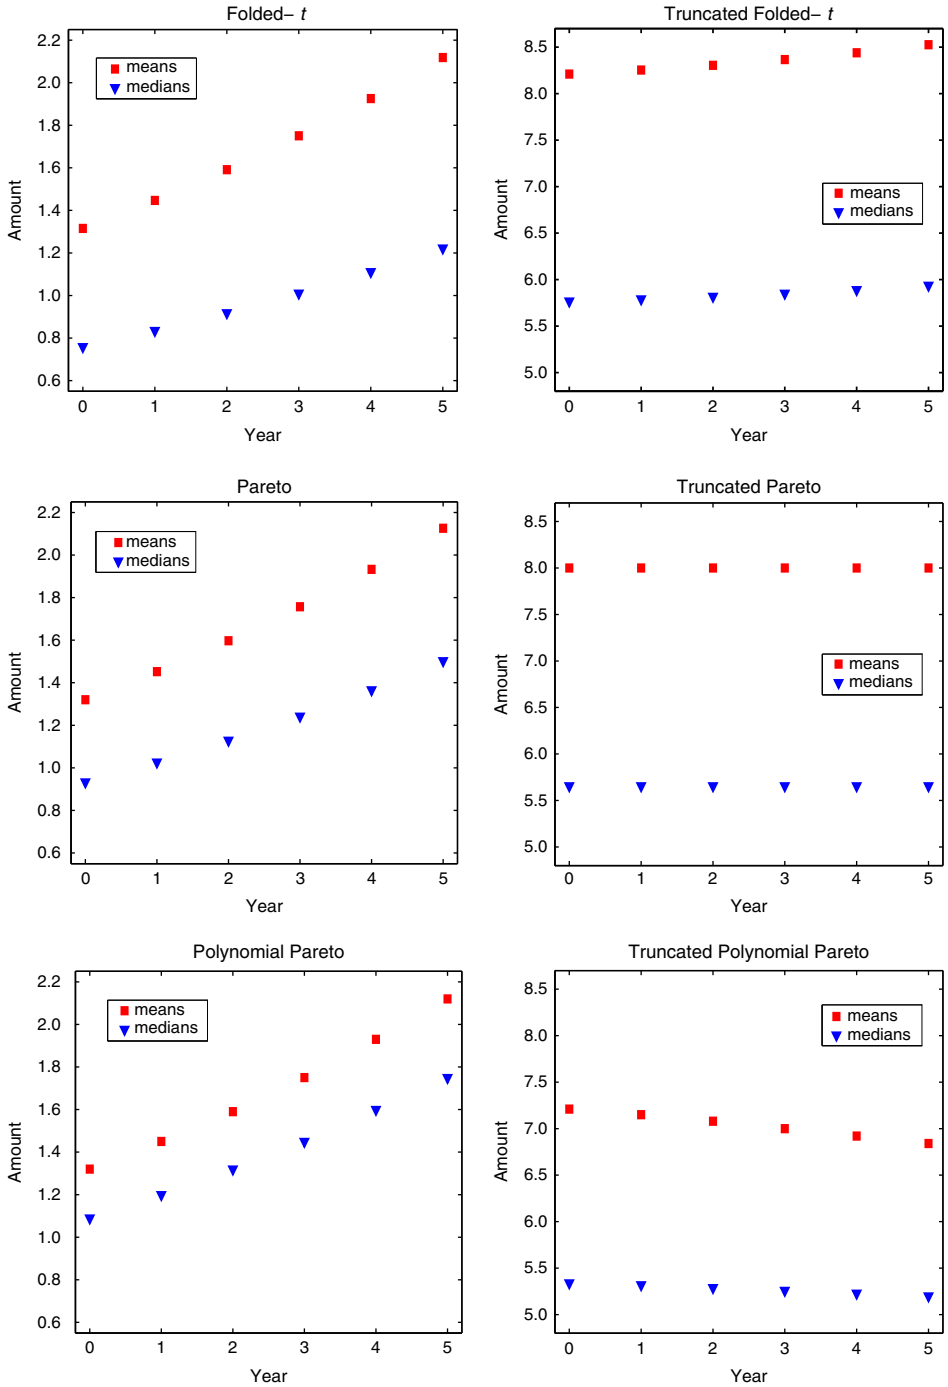 Folded– t
2.2
2.0
1.8
1.6
1.4
1.2
1.0
0.8
0.6
Amount
means
medians
0 1 2 3 4 5
Year
Truncated Folded– t
8.5
8.0
7.5
7.0
6.5
6.0
5.5
5.0
Amount
means
medians
0 1 2 3 4 5
Year
Pareto
2.2
2.0
1.8
1.6
1.4
1.2
1.0
0.8
0.6
Amount
means
medians
0 1 2 3 4 5
Year
Truncated Pareto
8.5
8.0
7.5
7.0
6.5
6.0
5.5
5.0
Amount
means
medians
0 1 2 3 4 5
Year
Polynomial Pareto
2.2
2.0
1.8
1.6
1.4
1.2
1.0
0.8
0.6
Amount
means
medians
0 1 2 3 4 5
Year
Truncated Polynomial Pareto
8.5
8.0
7.5
7.0
6.5
6.0
5.5
5.0
Amount
means
medians
0 1 2 3 4 5
Year